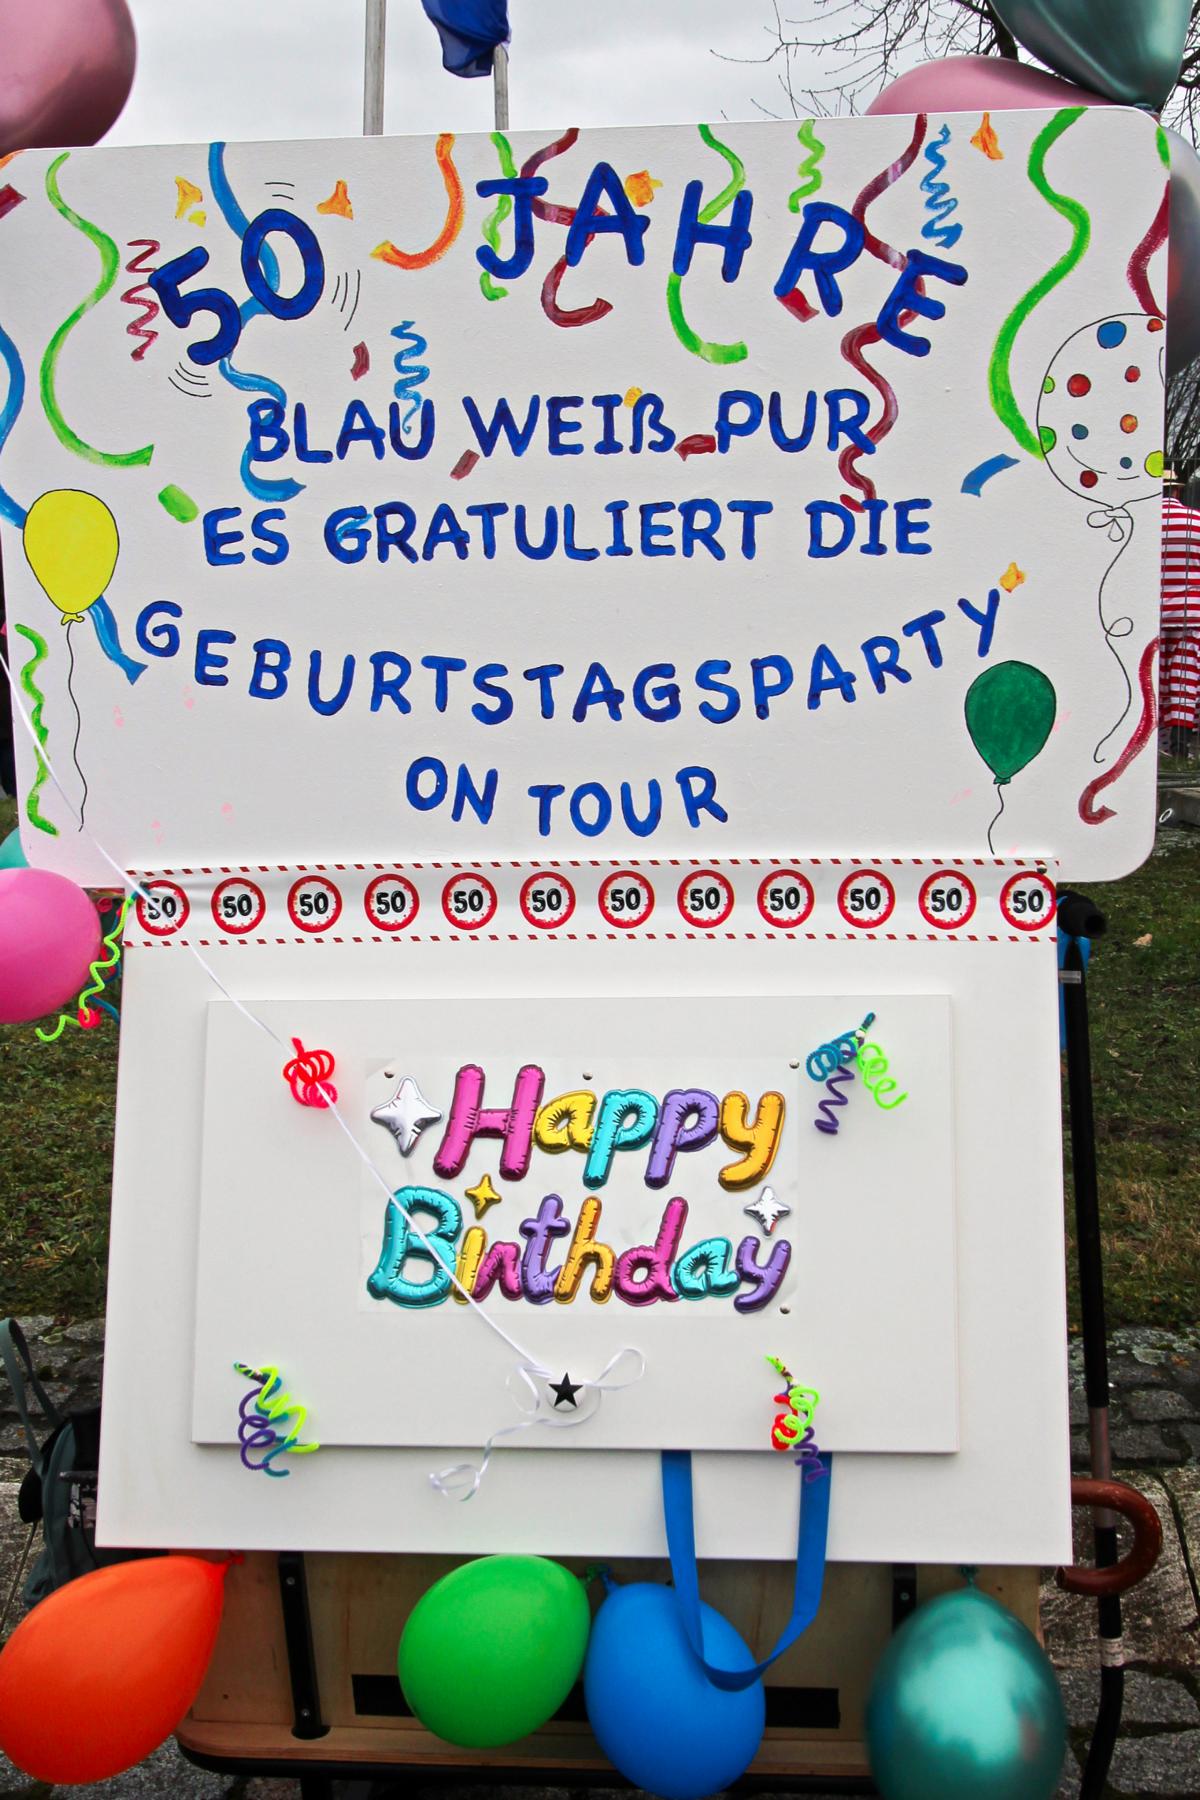 50 JAHRE
BLAU WEIß PUR
ES GRATULIERT DIE
GEBURTSTAGSPARTY
ON TOUR
50 50 50 50 50 50 50 50 50 50 50 50
Happy
Birthday